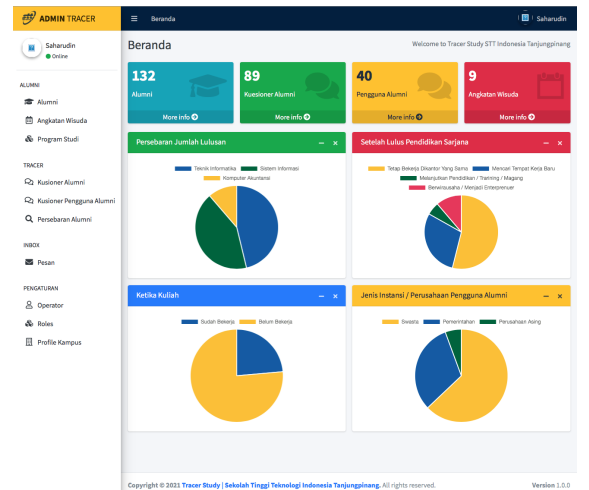 ADMIN TRACER
Beranda
Saharudin
Saharudin
Online
Beranda
Welcome to Tracer Study STT Indonesia Tanjungpinang
132
Alumni
More info
89
Kuesioner Alumni
More info
40
Pengguna Alumni
More info
9
Angkatan Wisuda
More info
ALUMNI
Alumni
Angkatan Wisuda
Program Studi
TRACER
Kusioner Alumni
Kusioner Pengguna Alumni
Persebaran Alumni
INBOX
Pesan
PENGATURAN
Operator
Roles
Profile Kampus
Persebaran Jumlah Lulusan
Teknik Informatika Sistem Informasi
Komputer Akuntansi
Setelah Lulus Pendidikan Sarjana
Tetap Bekerja Dikantor Yang Sama Mencari Tempat Kerja Baru
Melanjutkan Pendidikan / Training / Magang
Berwirausaha / Menjadi Enterprenuer
Ketika Kuliah
Sudah Bekerja Belum Bekerja
Jenis Instansi / Perusahaan Pengguna Alumni
Swasta Pemerintahan Perusahaan Asing
Copyright © 2021 Tracer Study | Sekolah Tinggi Teknologi Indonesia Tanjungpinang. All rights reserved.
Version 1.0.0